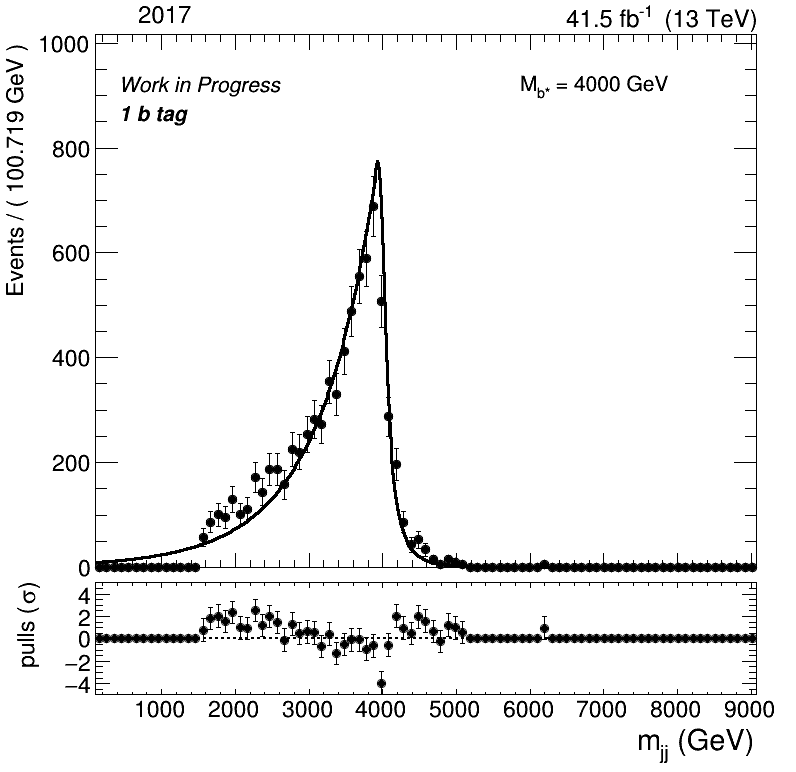 2017
41.5 fb⁻¹ (13 TeV)
Events / ( 100.719 GeV )
1000
800
600
400
200
0
Work in Progress
1 b tag
M_b* = 4000 GeV
pulls (σ)
4
2
0
−2
−4
1000 2000 3000 4000 5000 6000 7000 8000 9000
m_jj (GeV)